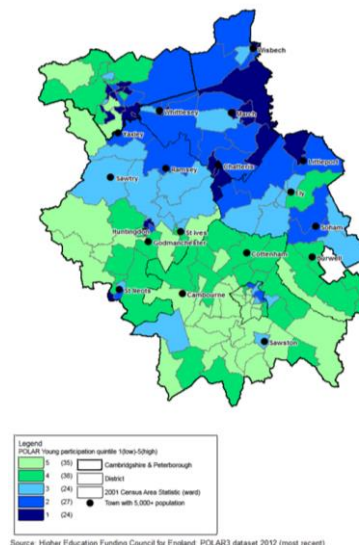 Wisbech
Whittlesey
March
Yaxley
Ramsey
Chatteris
Littleport
Sawtry
Ely
Soham
Huntingdon
St Ives
Godmanchester
Cottenham
Burwell
St Neots
Cambourne
Sawston
Legend
POLAR Young participation quintile 1(low)-5(high)
5 (35)
4 (36)
3 (24)
2 (27)
1 (24)
Cambridgeshire & Peterborough
District
2001 Census Area Statistic (ward)
Town with 5,000+ population
Source: Higher Education Funding Council for England: POLAR3 dataset 2012 (most recent)